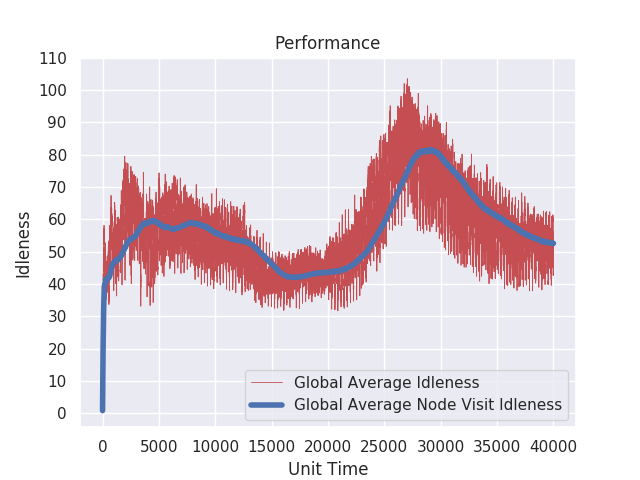 Performance
110
100
90
80
70
60
50
40
30
20
10
0
Idleness
Global Average Idleness
Global Average Node Visit Idleness
0 5000 10000 15000 20000 25000 30000 35000 40000
Unit Time